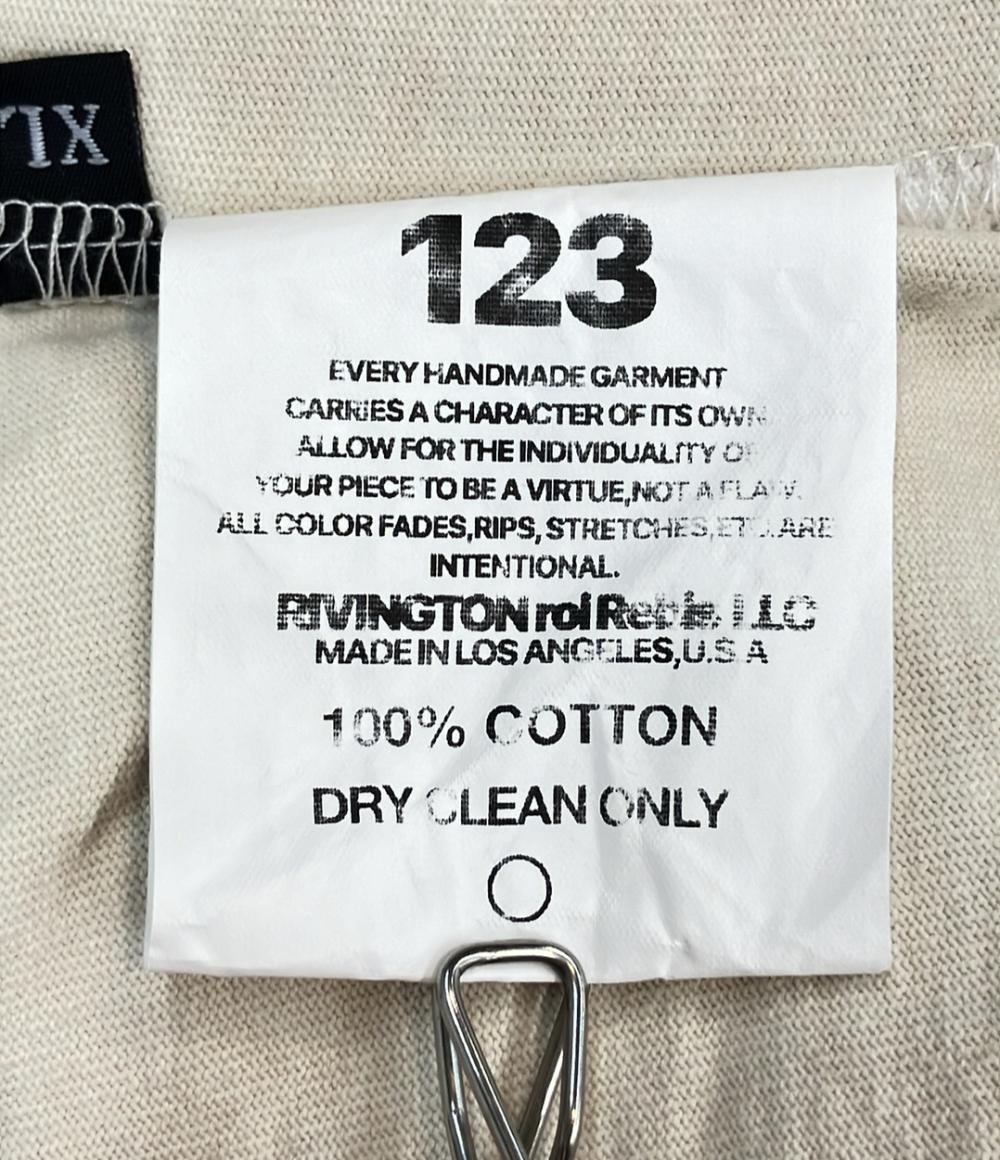 XL
123
EVERY HANDMADE GARMENT
CARRIES A CHARACTER OF ITS OWN
ALLOW FOR THE INDIVIDUALITY OF
YOUR PIECE TO BE A VIRTUE,NOT A FLAW.
ALL COLOR FADES,RIPS, STRETCHES,ETC.ARE
INTENTIONAL.
RIVINGTON roi Rebis. LLC
MADE IN LOS ANGELES,U.S.A
100% COTTON
DRY CLEAN ONLY